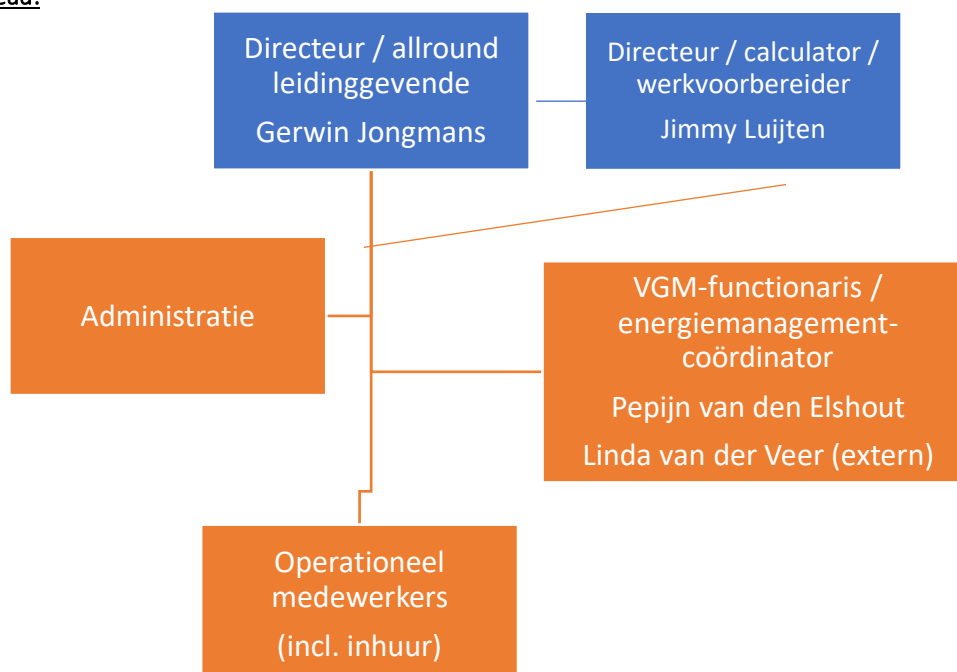 Directeur / allround
leidinggevende
Gerwin Jongmans
Directeur / calculator /
werkvoorbereider
Jimmy Luijten
Administratie
VGM-functionaris /
energiemanagement-
coördinator
Pepijn van den Elshout
Linda van der Veer (extern)
Operationeel
medewerkers
(incl. inhuur)